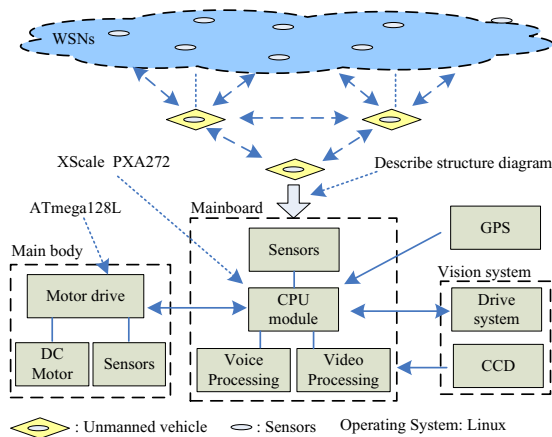 WSNs
XScale PXA272
Describe structure diagram
ATmega128L
Mainboard
Main body
Sensors
GPS
Vision system
Motor drive
CPU
module
Drive
system
DC
Motor
Sensors
Voice
Processing
Video
Processing
CCD
: Unmanned vehicle
: Sensors
Operating System: Linux